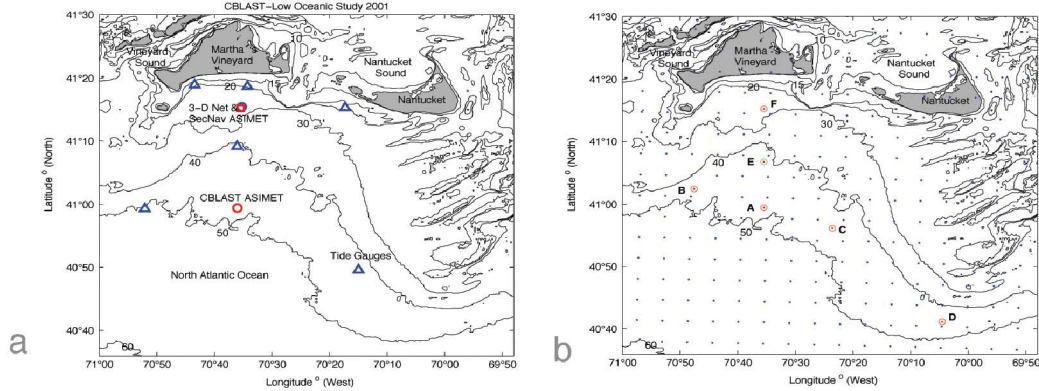 CBLAST-Low Oceanic Study 2001
41°30'
41°20'
41°10'
41°00'
40°50'
40°40'
Latitude ° (North)
Vineyard
Sound
Martha
Vineyard
10
Nantucket
Sound
20
15
Nantucket
3-D Net &
SecNav ASIMET
30
40
CBLAST ASIMET
50
Tide Gauges
North Atlantic Ocean
60
71°00'
70°50'
70°40'
70°30'
70°20'
70°10'
70°00'
69°50'
Longitude ° (West)
a
41°30'
41°20'
41°10'
41°00'
40°50'
40°40'
Latitude ° (North)
Vineyard
Sound
Martha's
Vineyard
10
Nantucket
Sound
20
15
Nantucket
F
30
40
E
B
A
50
C
D
60
71°00'
70°50'
70°40'
70°30'
70°20'
70°10'
70°00'
69°50'
Longitude ° (West)
b